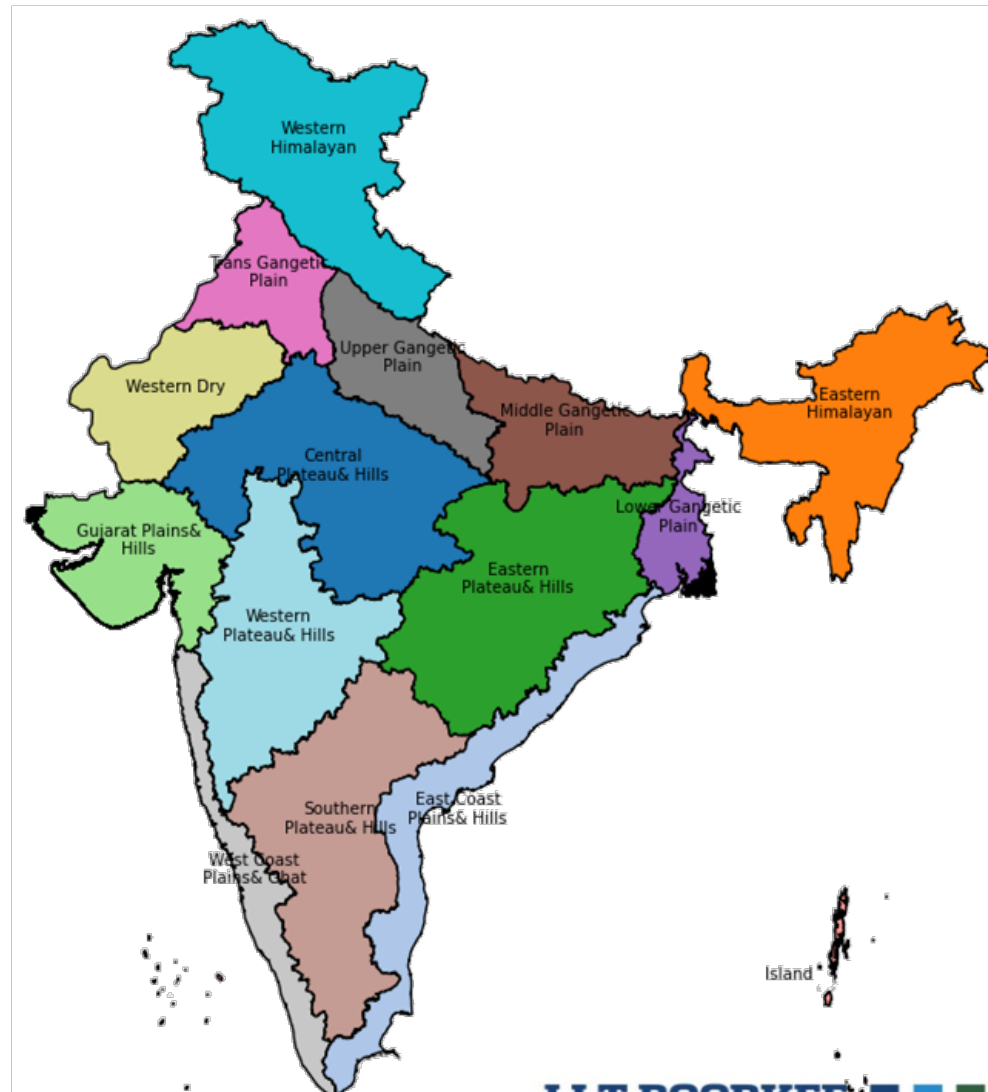 Western
Himalayan
Trans Gangetic
Plain
Upper Gangetic
Plain
Western Dry
Middle Gangetic
Plain
Eastern
Himalayan
Central
Plateau& Hills
Lower Gangetic
Plain
Gujarat Plains&
Hills
Eastern
Plateau& Hills
Western
Plateau& Hills
Southern
Plateau& Hills
East Coast
Plains& Hills
West Coast
Plains& Ghat
Island